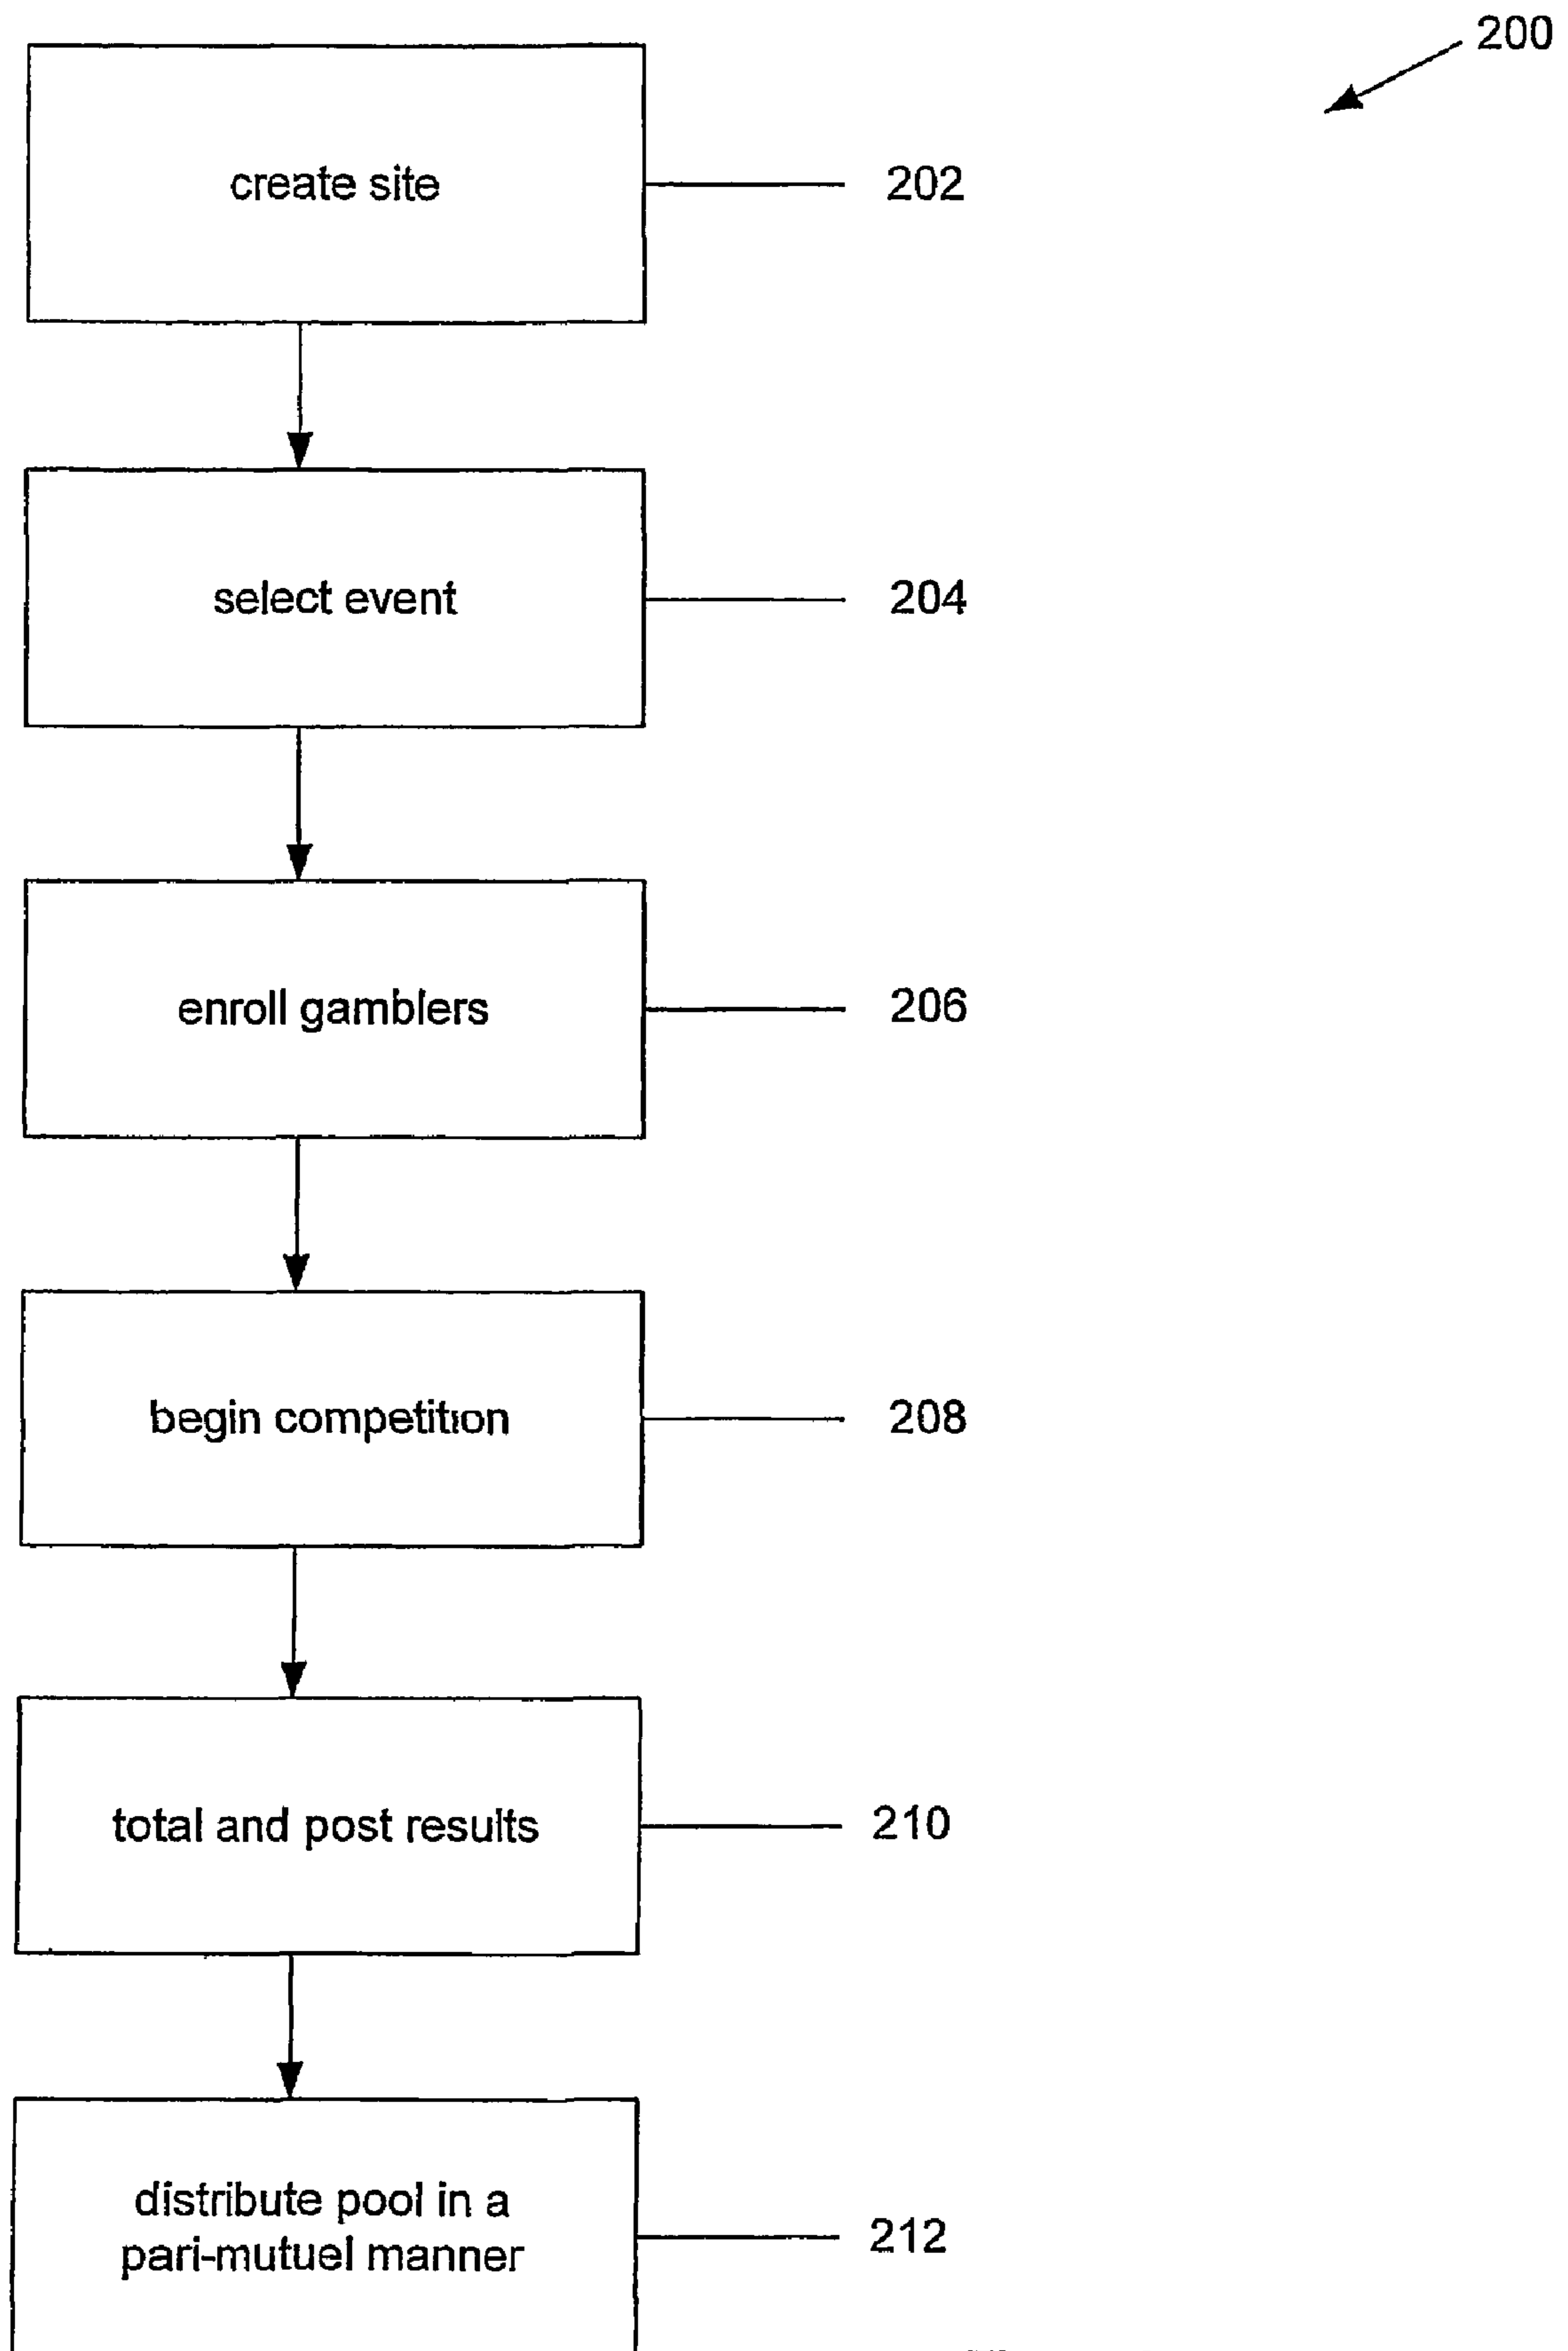 200
create site
202
select event
204
enroll gamblers
206
begin competition
208
total and post results
210
distribute pool in a
pari-mutuel manner
212